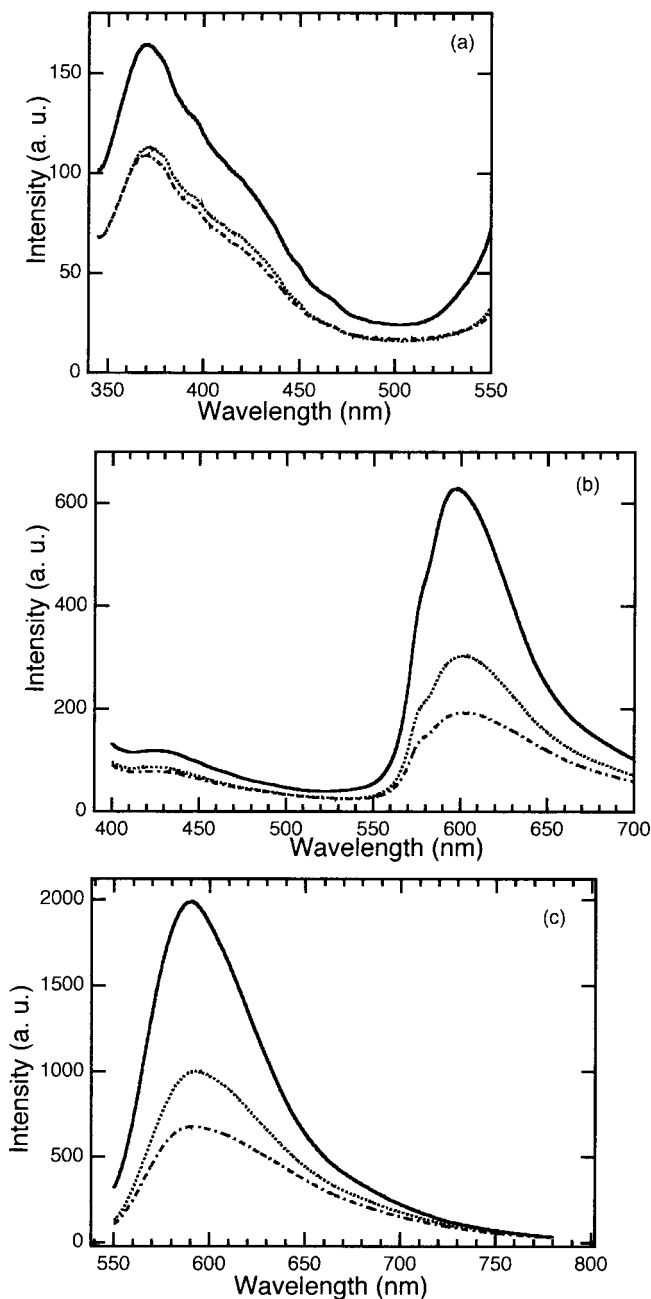 (a)
150
100
50
0
Intensity (a. u.)
350 400 450 500 550
Wavelength (nm)
(b)
600
400
200
0
Intensity (a. u.)
400 450 500 550 600 650 700
Wavelength (nm)
(c)
2000
1500
1000
500
0
Intensity (a. u.)
550 600 650 700 750 800
Wavelength (nm)